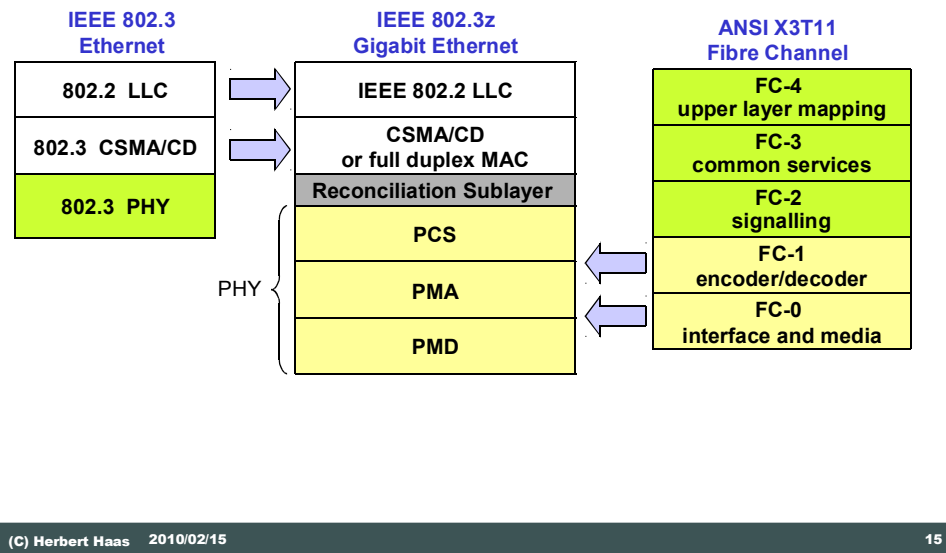 IEEE 802.3
Ethernet
802.2 LLC
802.3 CSMA/CD
802.3 PHY
IEEE 802.3z
Gigabit Ethernet
IEEE 802.2 LLC
CSMA/CD
or full duplex MAC
Reconciliation Sublayer
PHY
PCS
PMA
PMD
ANSI X3T11
Fibre Channel
FC-4
upper layer mapping
FC-3
common services
FC-2
signalling
FC-1
encoder/decoder
FC-0
interface and media
(C) Herbert Haas 2010/02/15
15